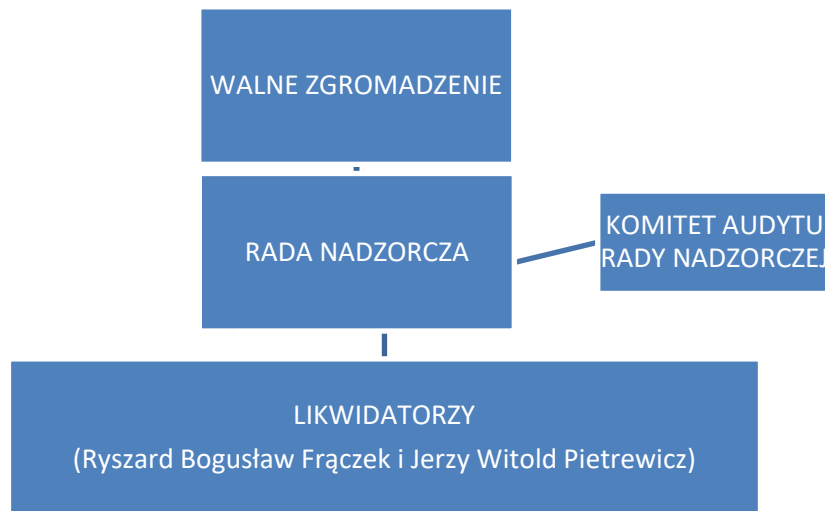 WALNE ZGROMADZENIE
RADA NADZORCZA
KOMITET AUDYTU
RADY NADZORCZEJ
LIKWIDATORZY
(Ryszard Bogusław Frączek i Jerzy Witold Pietrewicz)